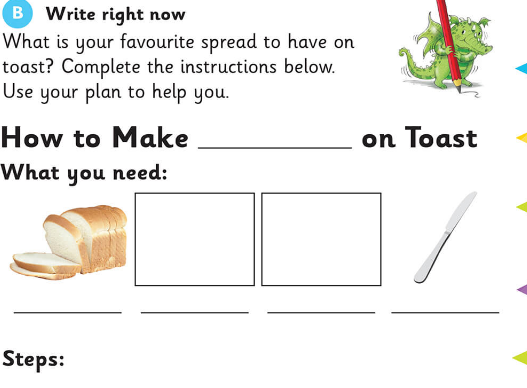 B Write right now
What is your favourite spread to have on
toast? Complete the instructions below.
Use your plan to help you.
How to Make ____________ on Toast
What you need:
Steps: